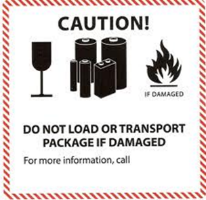 CAUTION!
IF DAMAGED
DO NOT LOAD OR TRANSPORT
PACKAGE IF DAMAGED
For more information, call